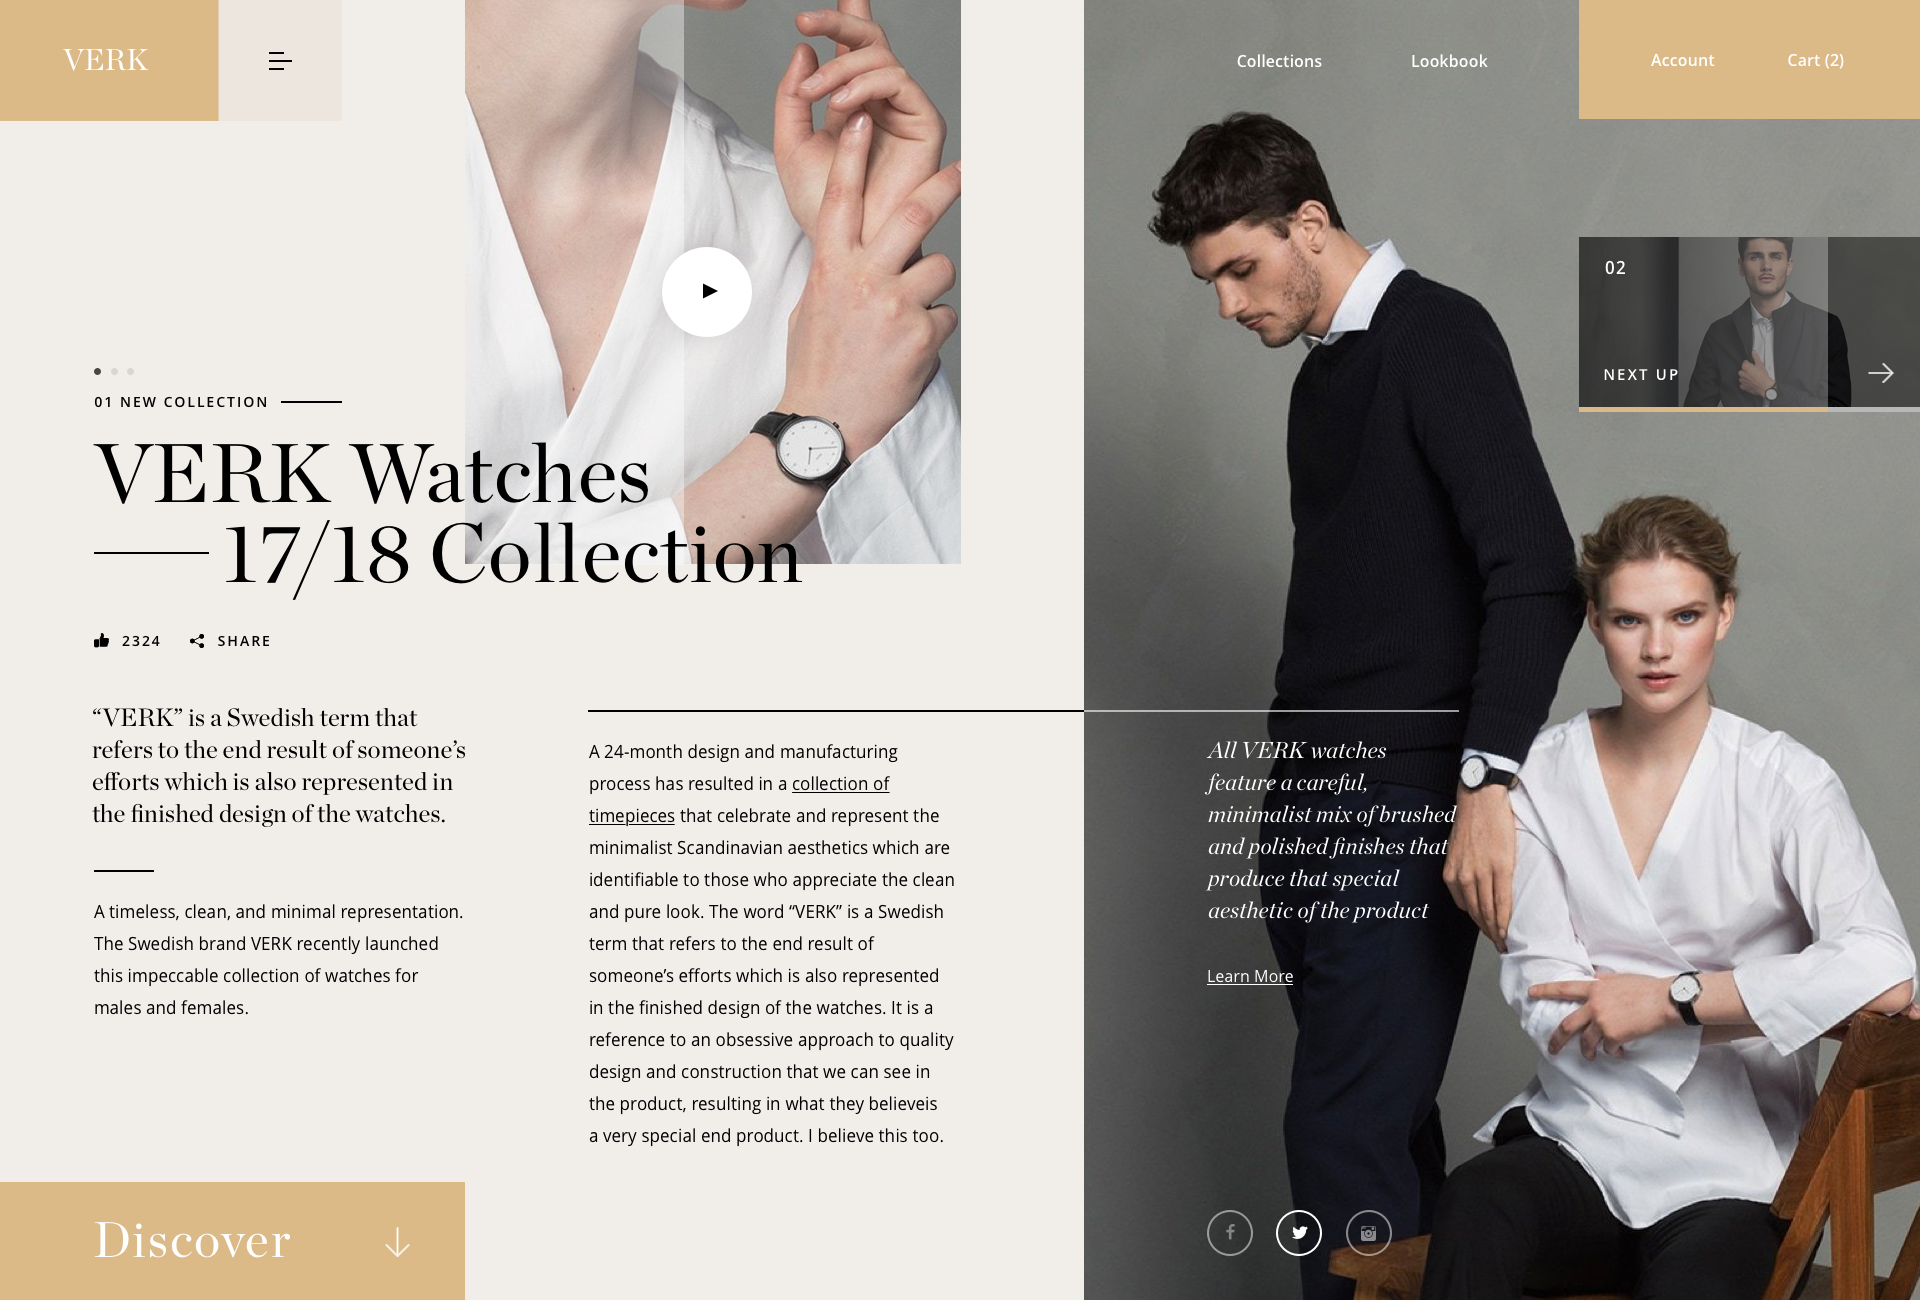 VERK
Collections
Lookbook
Account
Cart (2)
02
NEXT UP
01 NEW COLLECTION
VERK Watches
17/18 Collection
2324
SHARE
“VERK” is a Swedish term that
refers to the end result of someone’s
efforts which is also represented in
the finished design of the watches.
A timeless, clean, and minimal representation.
The Swedish brand VERK recently launched
this impeccable collection of watches for
males and females.
A 24-month design and manufacturing
process has resulted in a collection of
timepieces that celebrate and represent the
minimalist Scandinavian aesthetics which are
identifiable to those who appreciate the clean
and pure look. The word “VERK” is a Swedish
term that refers to the end result of
someone’s efforts which is also represented
in the finished design of the watches. It is a
reference to an obsessive approach to quality
design and construction that we can see in
the product, resulting in what they believeis
a very special end product. I believe this too.
All VERK watches
feature a careful,
minimalist mix of brushed
and polished finishes that
produce that special
aesthetic of the product
Learn More
Discover